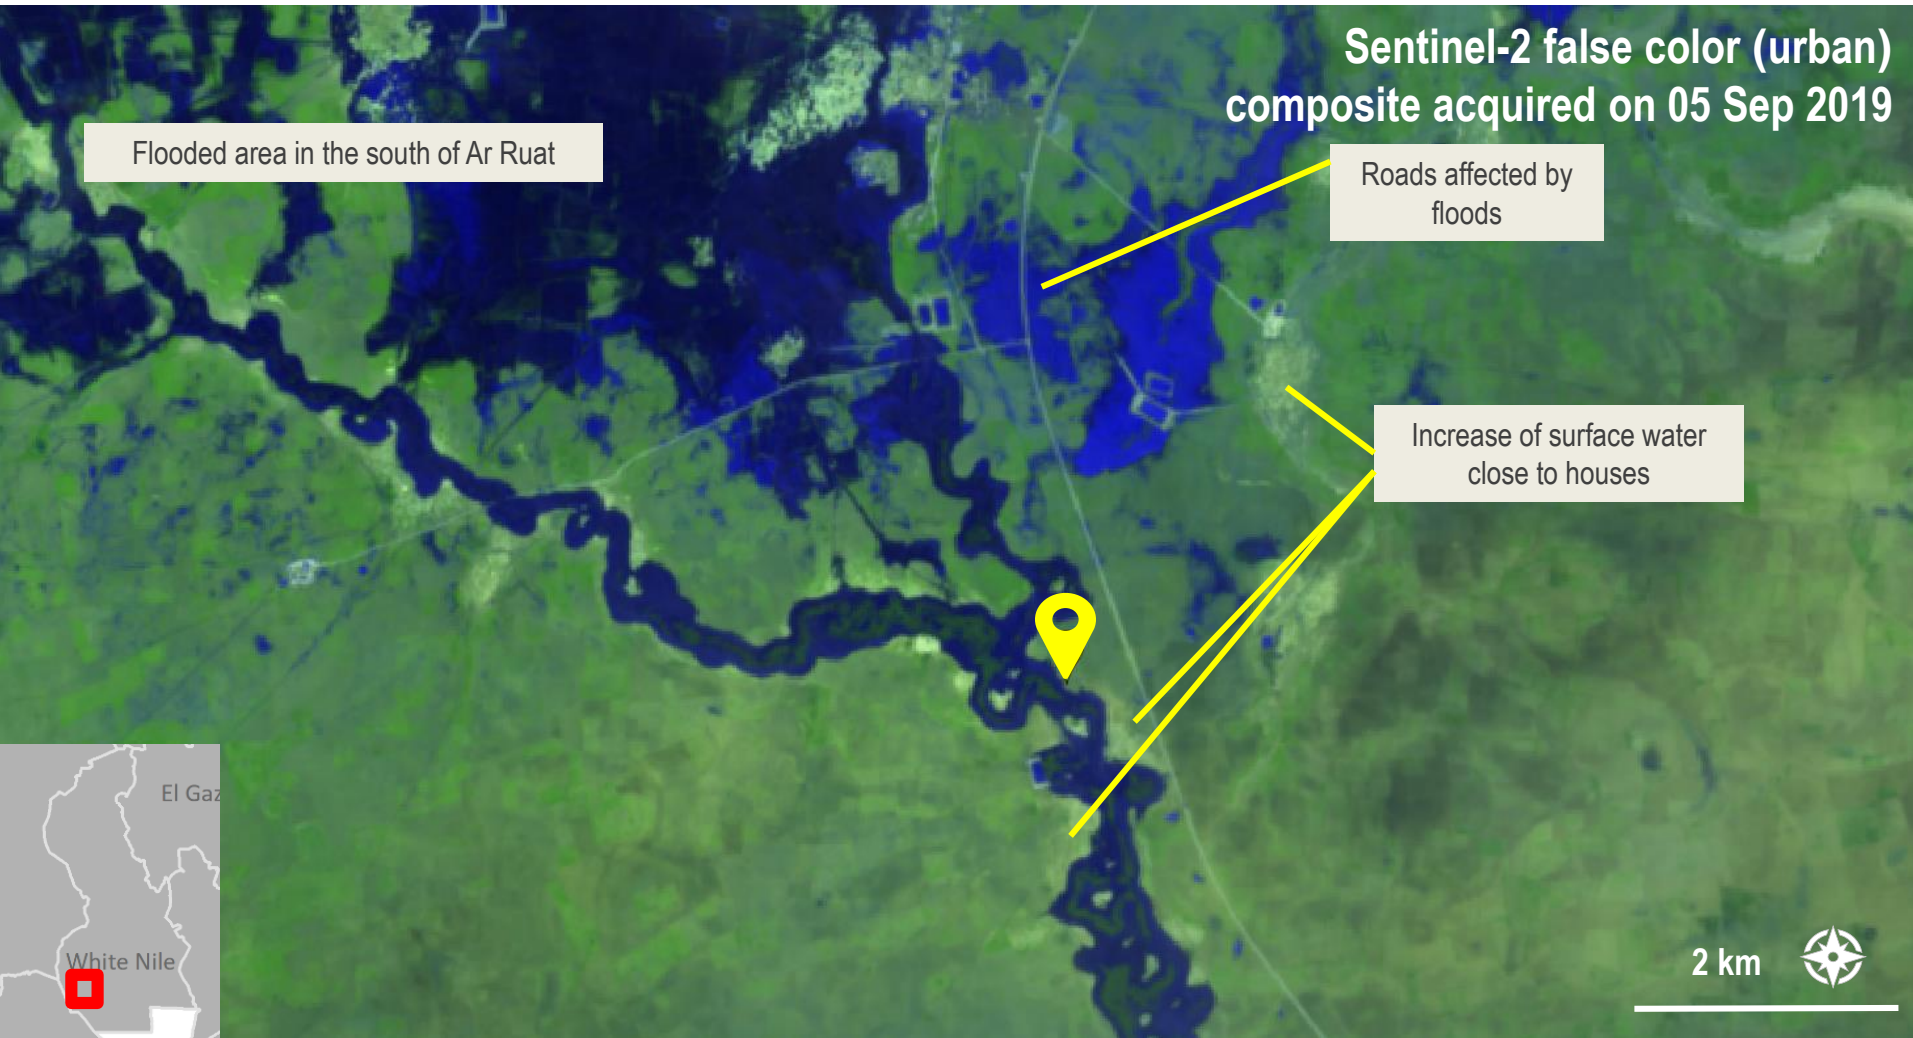 Sentinel-2 false color (urban)
composite acquired on 05 Sep 2019
Flooded area in the south of Ar Ruat
Roads affected by
floods
Increase of surface water
close to houses
El Gaz
White Nile
2 km